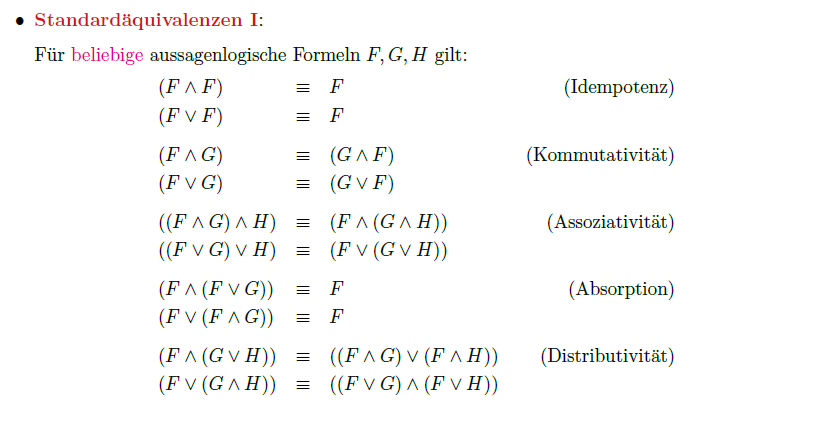 • Standardäquivalenzen I:
Für beliebige aussagenlogische Formeln F, G, H gilt:
(F ∧ F) ≡ F (Idempotenz)
(F ∨ F) ≡ F
(F ∧ G) ≡ (G ∧ F) (Kommutativität)
(F ∨ G) ≡ (G ∨ F)
((F ∧ G) ∧ H) ≡ (F ∧ (G ∧ H)) (Assoziativität)
((F ∨ G) ∨ H) ≡ (F ∨ (G ∨ H))
(F ∧ (F ∨ G)) ≡ F (Absorption)
(F ∨ (F ∧ G)) ≡ F
(F ∧ (G ∨ H)) ≡ ((F ∧ G) ∨ (F ∧ H)) (Distributivität)
(F ∨ (G ∧ H)) ≡ ((F ∨ G) ∧ (F ∨ H))